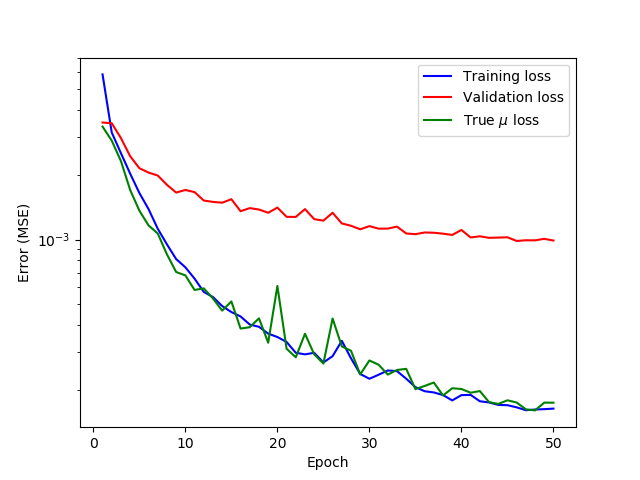 Training loss
Validation loss
True μ loss
Error (MSE)
10⁻³
0 10 20 30 40 50
Epoch